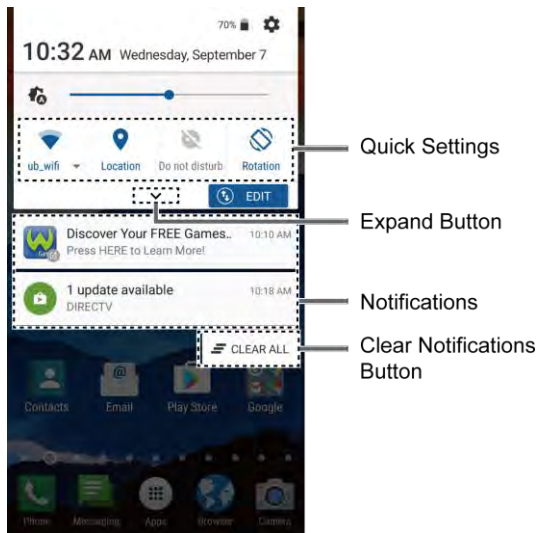 70%
10:32 AM Wednesday, September 7
ub_wifi Location Do not disturb Rotation
Quick Settings
EDIT
Expand Button
Discover Your FREE Games.. 10:10 AM
Press HERE to Learn More!
1 update available 10:18 AM
DIRECTV
Notifications
CLEAR ALL
Clear Notifications
Button
Contacts Email Play Store Google
Phone Messaging Apps Browser Camera